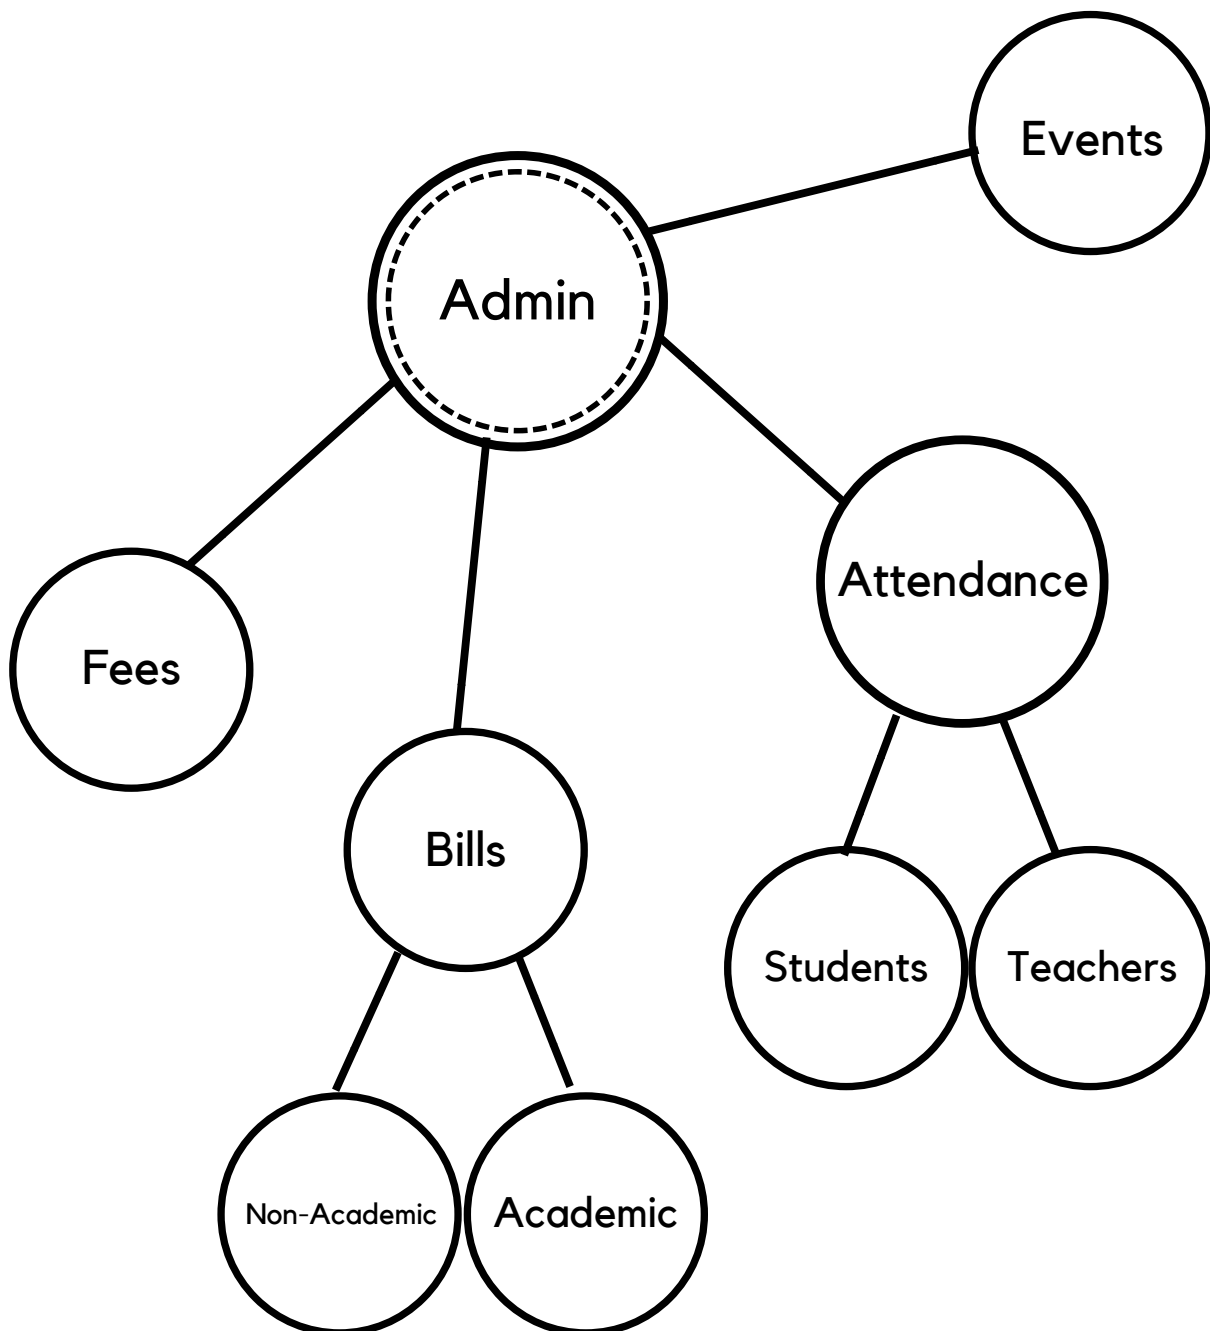 Events
Admin
Attendance
Fees
Bills
Students
Teachers
Non-Academic
Academic